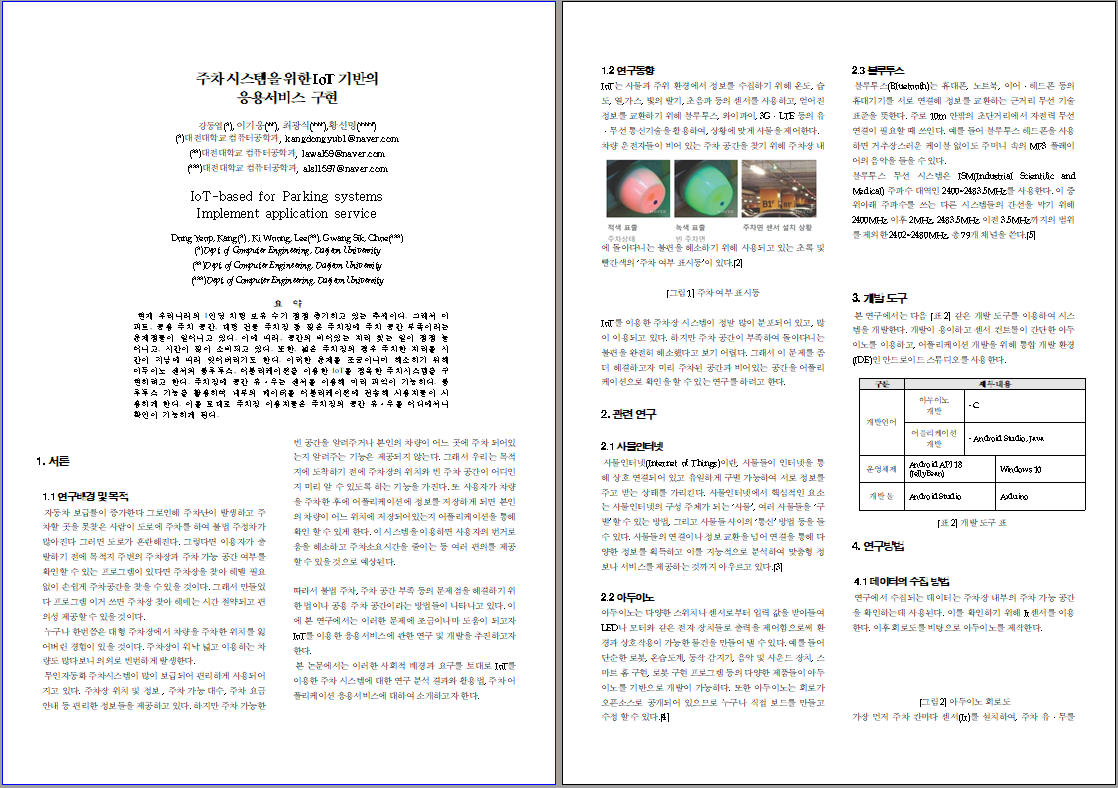 주차 시스템을 위한 IoT 기반의
응용서비스 구현
강동엽(*), 이기웅(**), 최광식(***), 황선명(****)
(*)대전대학교 컴퓨터공학과, kangdongyub1@naver.com
(**)대전대학교 컴퓨터공학과, lawal59@naver.com
(***)대전대학교 컴퓨터공학과, alsl1597@naver.com
IoT-based for Parking systems
Implement application service
Dong Yeop, Kang(*), Ki Woong, Lee(**), Gwang Sik, Choe(***)
(*)Dept. of Computer Engineering, Daejeon University
(**)Dept. of Computer Engineering, Daejeon University
(***)Dept. of Computer Engineering, Daejeon University
요 약
현재 우리나라의 1인당 차량 보유 수가 점점 증가하고 있는 추세이다. 그래서 아
파트, 공용 주차 공간, 대형 건물 주차장 등 많은 주차장에 주차 공간 부족이라는
문제점들이 일어나고 있다. 이에 따라, 공간의 비어있는 자리 찾는 일이 점점 늘
어나고, 시간이 많이 소비되고 있다. 또한, 넓은 주차장의 경우 주차한 자리를 시
간이 지남에 따라 잊어버리기도 한다. 이러한 문제를 조금이나마 해소하기 위해
아두이노 센서와 블루투스, 어플리케이션을 이용한 IoT를 접목한 주차시스템을 구
현하려고 한다. 주차장에 공간 유·무는 센서를 이용해 미리 파악이 가능하다. 블
루투스 기능을 활용하여 내부의 데이터를 어플리케이션에 전송해 사용자들이 사
용하게 한다. 이를 토대로 주차장 이용자들은 주차장의 공간 유·무를 어디에서나
확인이 가능하게 된다.
1. 서론
1.1 연구배경 및 목적
자동차 보급률이 증가한다 그로인해 주차난이 발생하고 주
차할 곳을 못찾은 사람이 도로에 주차를 하여 불법 주정차가
많아진다 그러면 도로가 혼란해진다. 그렇다면 이용자가 출
발하기 전에 목적지 주변의 주차장과 주차 가능 공간 여부를
확인할 수 있는 프로그램이 있다면 주차장을 찾아 헤맬 필요
없이 손쉽게 주차공간을 찾을 수 있을 것이다. 그래서 만들었
다 프로그램 이거 쓰면 주차장 찾아 헤메는 시간 절약되고 편
의성 제공할 수 있을 것이다.
누구나 한번쯤은 대형 주차장에서 차량을 주차한 위치를 잃
어버린 경험이 있을 것이다. 주차장이 워낙 넓고 이용하는 차
량도 많다보니 의외로 빈번하게 발생한다.
무인자동화 주차시스템이 많이 보급되어 편리하게 사용되어
지고 있다. 주차장 위치 및 정보, 주차 가능 대수, 주차 요금
안내 등 편리한 정보들을 제공하고 있다. 하지만 주차 가능한
빈 공간을 알려주거나 본인의 차량이 어느 곳에 주차 되어있
는지 알려주는 기능은 제공되지 않는다. 그래서 우리는 목적
지에 도착하기 전에 주차장의 위치와 빈 주차 공간이 어디인
지 미리 알 수 있도록 하는 기능을 가진다. 또 사용자가 차량
을 주차한 후에 어플리케이션에 정보를 저장하게 되면 본인
의 차량이 어느 위치에 저장되어있는지 어플리케이션을 통해
확인 할 수 있게 한다. 이 시스템을 이용하면 사용자의 번거로
움을 해소하고 주차소요시간을 줄이는 등 여러 편의를 제공
할 수 있을 것으로 예상된다.
따라서 불법 주차, 주차 공간 부족 등의 문제점을 해결하기 위
한 법이나 공용 주차 공간이라는 방법들이 나타나고 있다. 이
에 본 연구에서는 이러한 문제에 조금이나마 도움이 되고자
IoT를 이용한 응용서비스에 관한 연구 및 개발을 추진하고자
한다.
본 논문에서는 이러한 사회적 배경과 요구를 토대로 IoT를
이용한 주차 시스템에 대한 연구 분석 결과와 활용법, 주차 어
플리케이션 응용서비스에 대하여 소개하고자 한다.
1.2 연구동향
IoT는 사물과 주위 환경에서 정보를 수집하기 위해 온도, 습
도, 열,가스, 빛의 밝기, 초음파 등의 센서를 사용하고, 얻어진
정보를 교환하기 위해 블루투스, 와이파이, 3G · LTE 등의 유
· 무선 통신기술을 활용하여, 상황에 맞게 사물을 제어한다.
차량 운전자들이 비어 있는 주차 공간을 찾기 위해 주차장 내
B1
적색 표출
주차상태
녹색 표출
빈 주차면
주차면 센서 설치 상황
에 돌아다니는 불편을 해소하기 위해 사용되고 있는 초록 및
빨간색의 '주차 여부 표시등'이 있다.[2]
[그림 1] 주차 여부 표시등
IoT를 이용한 주차장 시스템이 정말 많이 분포되어 있고, 많
이 이용되고 있다. 하지만 주차 공간이 부족하여 돌아다니는
불편을 완전히 해소했다고 보기 어렵다. 그래서 이 문제를 좀
더 해결하고자 미리 주차된 공간과 비어있는 공간을 어플리
케이션으로 확인을 할 수 있는 연구를 하려고 한다.
2. 관련 연구
2.1 사물인터넷
사물인터넷(Internet of Things)이란, 사물들이 인터넷을 통
해 상호 연결되어 있고 유일하게 구별 가능하여 서로 정보를
주고 받는 상태를 가리킨다. 사물인터넷에서 핵심적인 요소
는 사물인터넷의 구성 주체가 되는 '사물', 여러 사물들을 '구
별' 할 수 있는 방법, 그리고 사물들 사이의 '통신' 방법 등을 들
수 있다. 사물들의 연결이나 정보 교환을 넘어 연결을 통해 다
양한 정보를 획득하고 이를 지능적으로 분석하여 맞춤형 정
보나 서비스를 제공하는 것까지 아우르고 있다.[3]
2.2 아두이노
아두이노는 다양한 스위치나 센서로부터 입력 값을 받아들여
LED나 모터와 같은 전자 장치들로 출력을 제어함으로써 환
경과 상호작용이 가능한 물건을 만들어 낼 수 있다. 예를 들어
단순한 로봇, 온습도계, 동작 감지기, 음악 및 사운드 장치, 스
마트 홈 구현, 로봇 구현 프로그램 등의 다양한 제품들이 아두
이노를 기반으로 개발이 가능하다. 또한 아두이노는 회로가
오픈소스로 공개되어 있으므로 누구나 직접 보드를 만들고
수정 할 수 있다.[4]
2.3 블루투스
블루투스(Bluetooth)는 휴대폰, 노트북, 이어 · 헤드폰 등의
휴대기기를 서로 연결해 정보를 교환하는 근거리 무선 기술
표준을 뜻한다. 주로 10m 안팎의 초단거리에서 저전력 무선
연결이 필요할 때 쓰인다. 예를 들어 블루투스 헤드폰을 사용
하면 거추장스러운 케이블 없이도 주머니 속의 MP3 플레이
어의 음악을 들을 수 있다.
블루투스 무선 시스템은 ISM(Industrial Scientific and
Medical) 주파수 대역인 2400~2483.5MHz를 사용한다. 이 중
위아래 주파수를 쓰는 다른 시스템들의 간섭을 막기 위해
2400MHz 이후 2MHz, 2483.5MHz 이전 3.5MHz까지의 범위
를 제외한 2402~2480MHz, 총 79개 채널을 쓴다.[5]
3. 개발 도구
본 연구에서는 다음 [표 2] 같은 개발 도구를 이용하여 시스
템을 개발한다. 개발이 용이하고 센서 컨트롤이 간단한 아두
이노를 이용하고, 어플리케이션 개발을 위해 통합 개발 환경
(IDE)인 안드로이드 스튜디오를 사용한다.
구분 세부내용
개발언어 아두이노 개발 - C
어플리케이션 개발 - Android Studio, Java
운영체제 Android API 18 (JellyBean) Windows 10
개발 툴 Android Studio Arduino
[표 2] 개발 도구 표
4. 연구방법
4.1 데이터의 수집 방법
연구에서 수집되는 데이터는 주차장 내부의 주차 가능 공간
을 확인하는데 사용된다. 이를 확인하기 위해 Ir센서를 이용
한다. 이후 회로도를 바탕으로 아두이노를 제작한다.
[그림 2] 아두이노 회로도
가장 먼저 주차 칸마다 센서(Ir)를 설치하여, 주차 유 · 무를